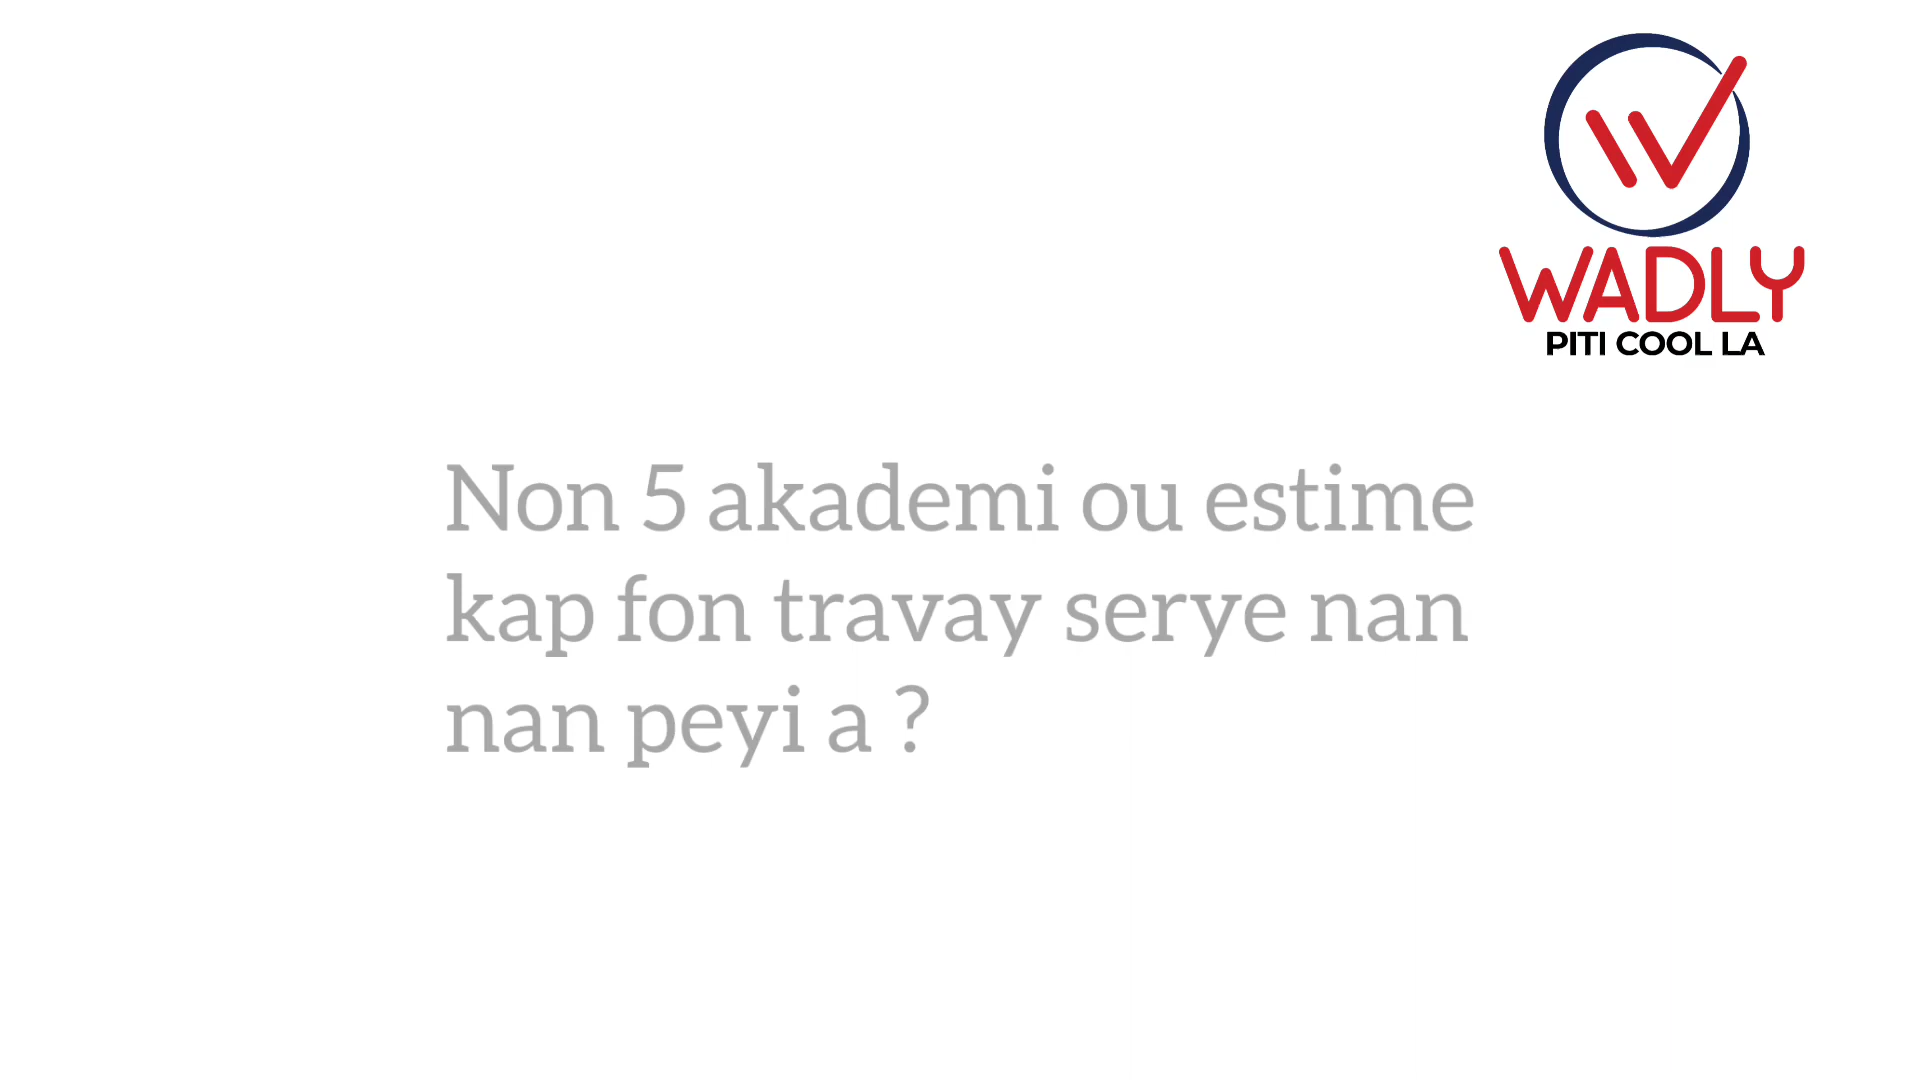 WADLY
PITI COOL LA
Non 5 akademi ou estime
kap fon travay serye nan
nan peyi a ?